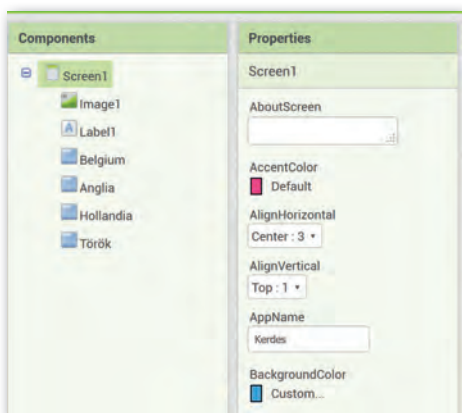 Components
Screen1
Image1
A Label1
Belgium
Anglia
Hollandia
Török
Properties
Screen1
AboutScreen
AccentColor
Default
AlignHorizontal
Center : 3
AlignVertical
Top : 1
AppName
Kerdes
BackgroundColor
Custom...